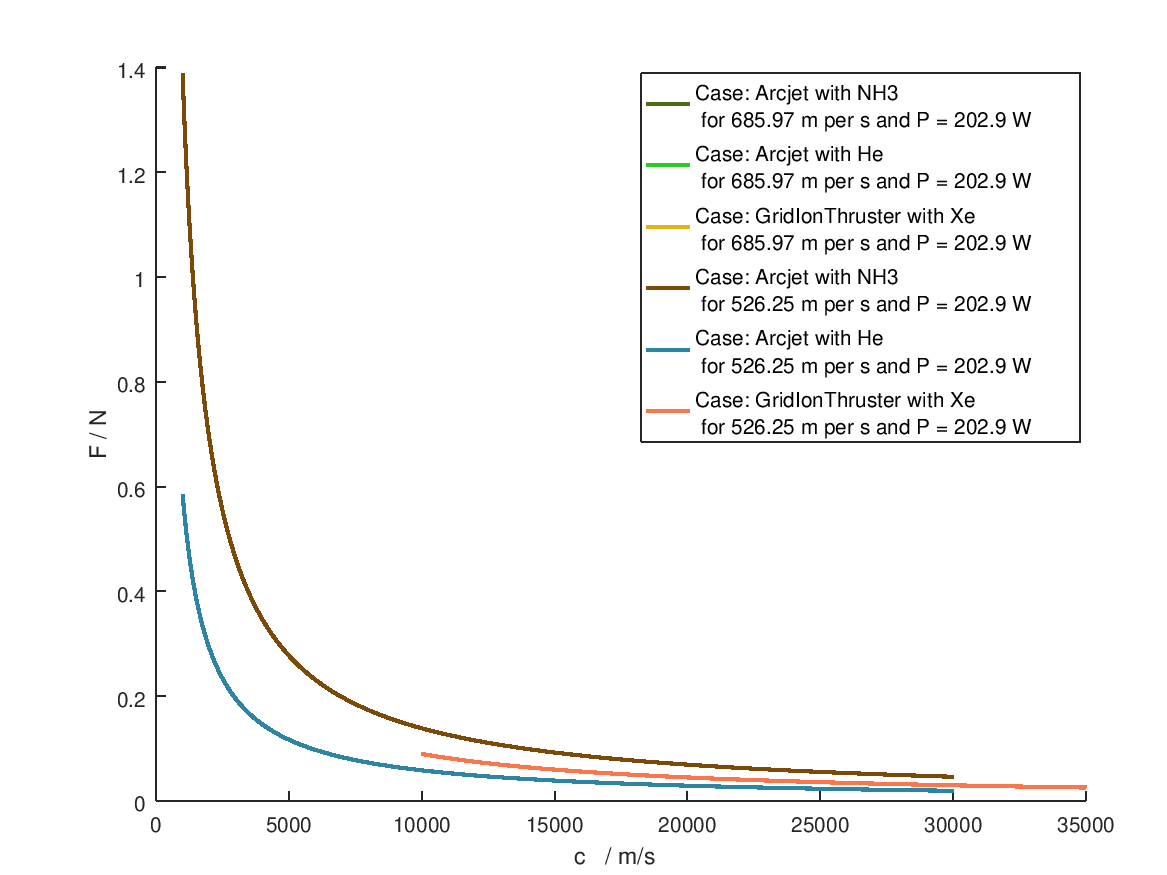 1.4
1.2
1
0.8
0.6
0.4
0.2
0
F / N
Case: Arcjet with NH3
for 685.97 m per s and P = 202.9 W
Case: Arcjet with He
for 685.97 m per s and P = 202.9 W
Case: GridIonThruster with Xe
for 685.97 m per s and P = 202.9 W
Case: Arcjet with NH3
for 526.25 m per s and P = 202.9 W
Case: Arcjet with He
for 526.25 m per s and P = 202.9 W
Case: GridIonThruster with Xe
for 526.25 m per s and P = 202.9 W
0 5000 10000 15000 20000 25000 30000 35000
c / m/s